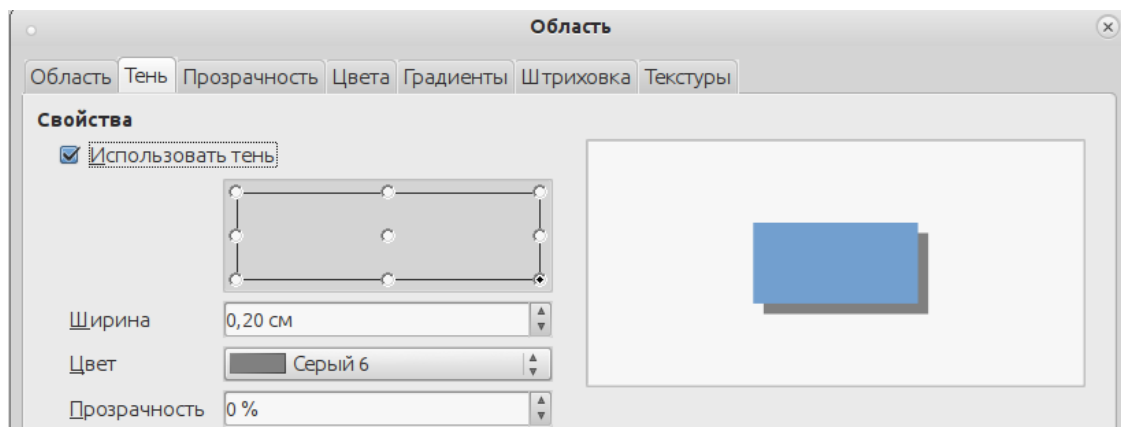 Область
Область Тень Прозрачность Цвета Градиенты Штриховка Текстуры
Свойства
Использовать тень
Ширина 0,20 см
Цвет Серый 6
Прозрачность 0 %